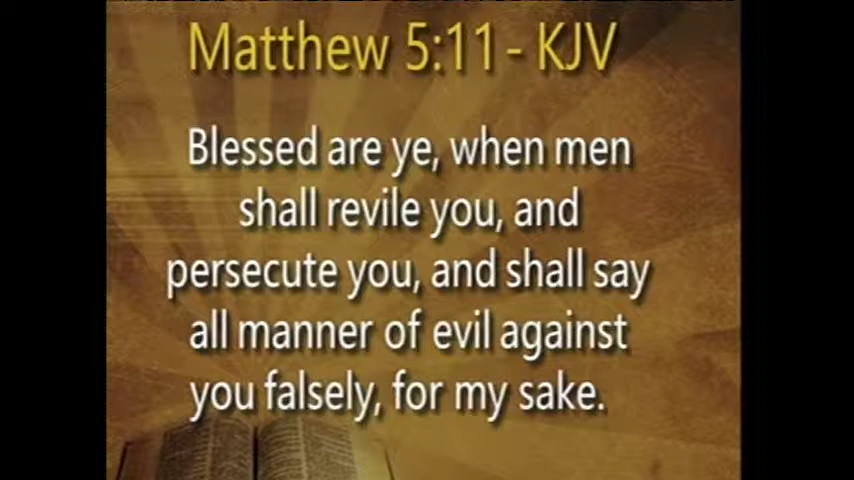 Matthew 5:11 - KJV
Blessed are ye, when men
shall revile you, and
persecute you, and shall say
all manner of evil against
you falsely, for my sake.